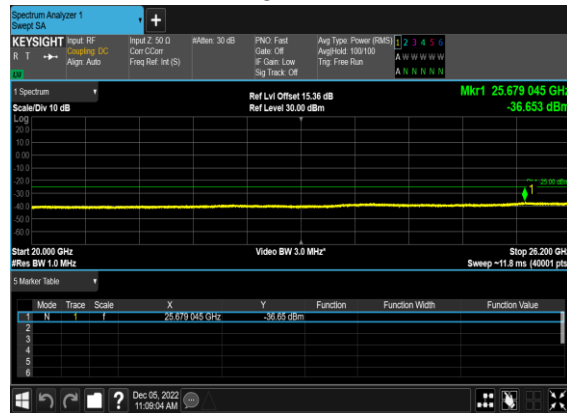 Spectrum Analyzer 1
Swept SA
+
KEYSIGHT Input: RF Input Z: 50 Ω #Atten: 30 dB PNO: Fast Avg Type: Power (RMS) 1 2 3 4 5 6
R T Coupling: DC Corr CCorr Gate: Off Avg|Hold: 100/100 A W W W W W
Align: Auto Freq Ref: Int (S) IF Gain: Low Trig: Free Run
LXI Sig Track: Off A N N N N N
1 Spectrum Ref Lvl Offset 15.36 dB Mkr1 25.679 045 GHz
Scale/Div 10 dB Ref Level 30.00 dBm -36.653 dBm
Log
20.0
10.0
0.00
-10.0
-20.0
-25.00 dBm
-30.0
1
-40.0
-50.0
-60.0
Start 20.000 GHz Video BW 3.0 MHz* Stop 26.200 GHz
#Res BW 1.0 MHz Sweep ~11.8 ms (40001 pts)
5 Marker Table
Mode Trace Scale X Y Function Function Width Function Value
1 N 1 f 25.679 045 GHz -36.65 dBm
2
3
4
5
6
? Dec 05, 2022
11:09:04 AM